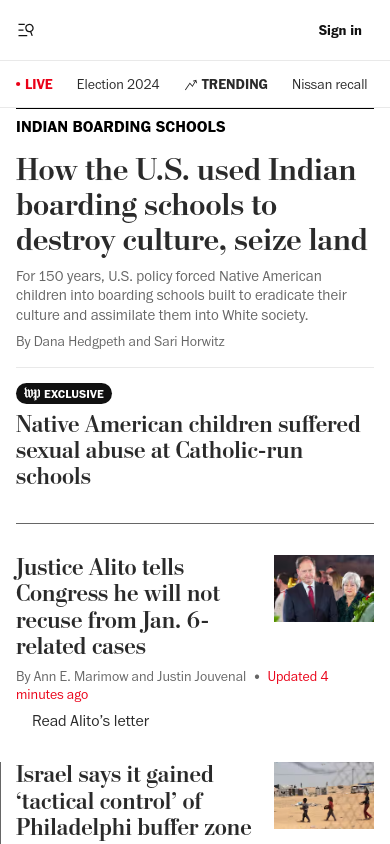 Sign in
LIVE Election 2024 TRENDING Nissan recall
INDIAN BOARDING SCHOOLS
How the U.S. used Indian
boarding schools to
destroy culture, seize land
For 150 years, U.S. policy forced Native American
children into boarding schools built to eradicate their
culture and assimilate them into White society.
By Dana Hedgpeth and Sari Horwitz
wp EXCLUSIVE
Native American children suffered
sexual abuse at Catholic-run
schools
Justice Alito tells
Congress he will not
recuse from Jan. 6-
related cases
By Ann E. Marimow and Justin Jouvenal • Updated 4
minutes ago
Read Alito’s letter
Israel says it gained
‘tactical control’ of
Philadelphi buffer zone